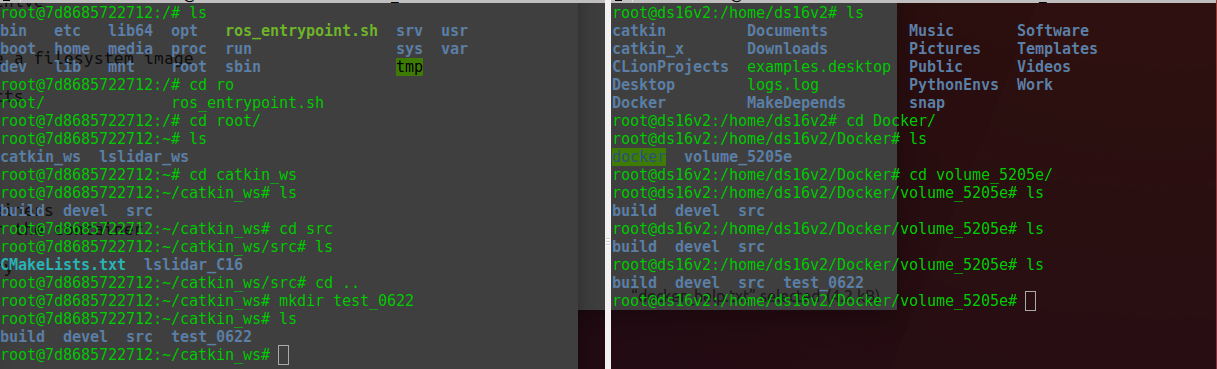 root@7d8685722712:/# ls
bin etc lib64 opt ros_entrypoint.sh srv usr
boot home media proc run sys var
dev lib mnt root sbin tmp
root@7d8685722712:/# cd ro
root/ ros_entrypoint.sh
root@7d8685722712:/# cd root/
root@7d8685722712:~# ls
catkin_ws lslidar_ws
root@7d8685722712:~# cd catkin_ws
root@7d8685722712:~/catkin_ws# ls
build devel src
root@7d8685722712:~/catkin_ws# cd src
root@7d8685722712:~/catkin_ws/src# ls
CMakeLists.txt lslidar_C16
root@7d8685722712:~/catkin_ws/src# cd ..
root@7d8685722712:~/catkin_ws# mkdir test_0622
root@7d8685722712:~/catkin_ws# ls
build devel src test_0622
root@7d8685722712:~/catkin_ws#
e a filesystem image
root@ds16v2:/home/ds16v2# ls
catkin Documents Music Software
catkin_x Downloads Pictures Templates
CLionProjects examples.desktop Public Videos
Desktop logs.log PythonEnvs Work
Docker MakeDepends snap
root@ds16v2:/home/ds16v2# cd Docker/
root@ds16v2:/home/ds16v2/Docker# ls
docker volume_5205e
root@ds16v2:/home/ds16v2/Docker# cd volume_5205e/
root@ds16v2:/home/ds16v2/Docker/volume_5205e# ls
build devel src
root@ds16v2:/home/ds16v2/Docker/volume_5205e# ls
build devel src
root@ds16v2:/home/ds16v2/Docker/volume_5205e# ls
build devel src test_0622
root@ds16v2:/home/ds16v2/Docker/volume_5205e#